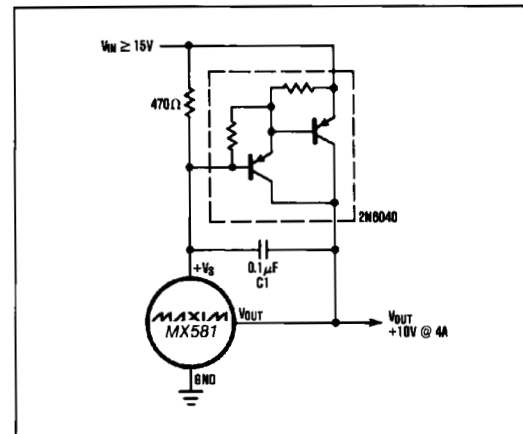 VIN ≥ 15V
470Ω
2N6040
0.1µF
C1
+VS
MAXIM
MX581
VOUT
VOUT
+10V @ 4A
GND